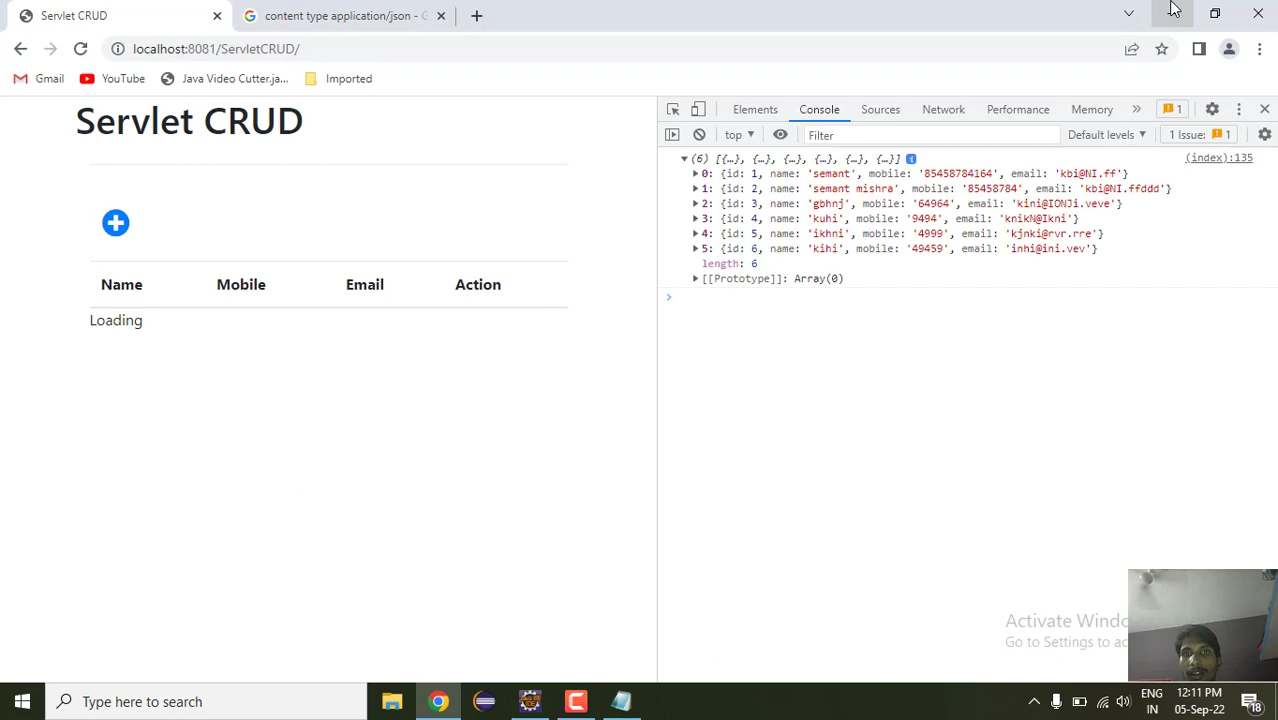 Servlet CRUD
content type application/json - G
localhost:8081/ServletCRUD/
Gmail
YouTube
Java Video Cutter.ja...
Imported
Servlet CRUD
Name Mobile Email Action
Loading
Elements Console Sources Network Performance Memory » 1
top Filter Default levels 1 Issue: 1
(6) [{…}, {…}, {…}, {…}, {…}, {…}] (index):135
0: {id: 1, name: 'semant', mobile: '85458784164', email: 'kbi@NI.ff'}
1: {id: 2, name: 'semant mishra', mobile: '85458784', email: 'kbi@NI.ffddd'}
2: {id: 3, name: 'gbhnj', mobile: '64964', email: 'kini@IONJi.veve'}
3: {id: 4, name: 'kuhi', mobile: '9494', email: 'knikN@Ikni'}
4: {id: 5, name: 'ikhni', mobile: '4999', email: 'kjnki@rvr.rre'}
5: {id: 6, name: 'kihi', mobile: '49459', email: 'inhi@ini.vev'}
length: 6
[[Prototype]]: Array(0)
Activate Windo
Go to Settings to ac
Type here to search
ENG
IN
12:11 PM
05-Sep-22
18